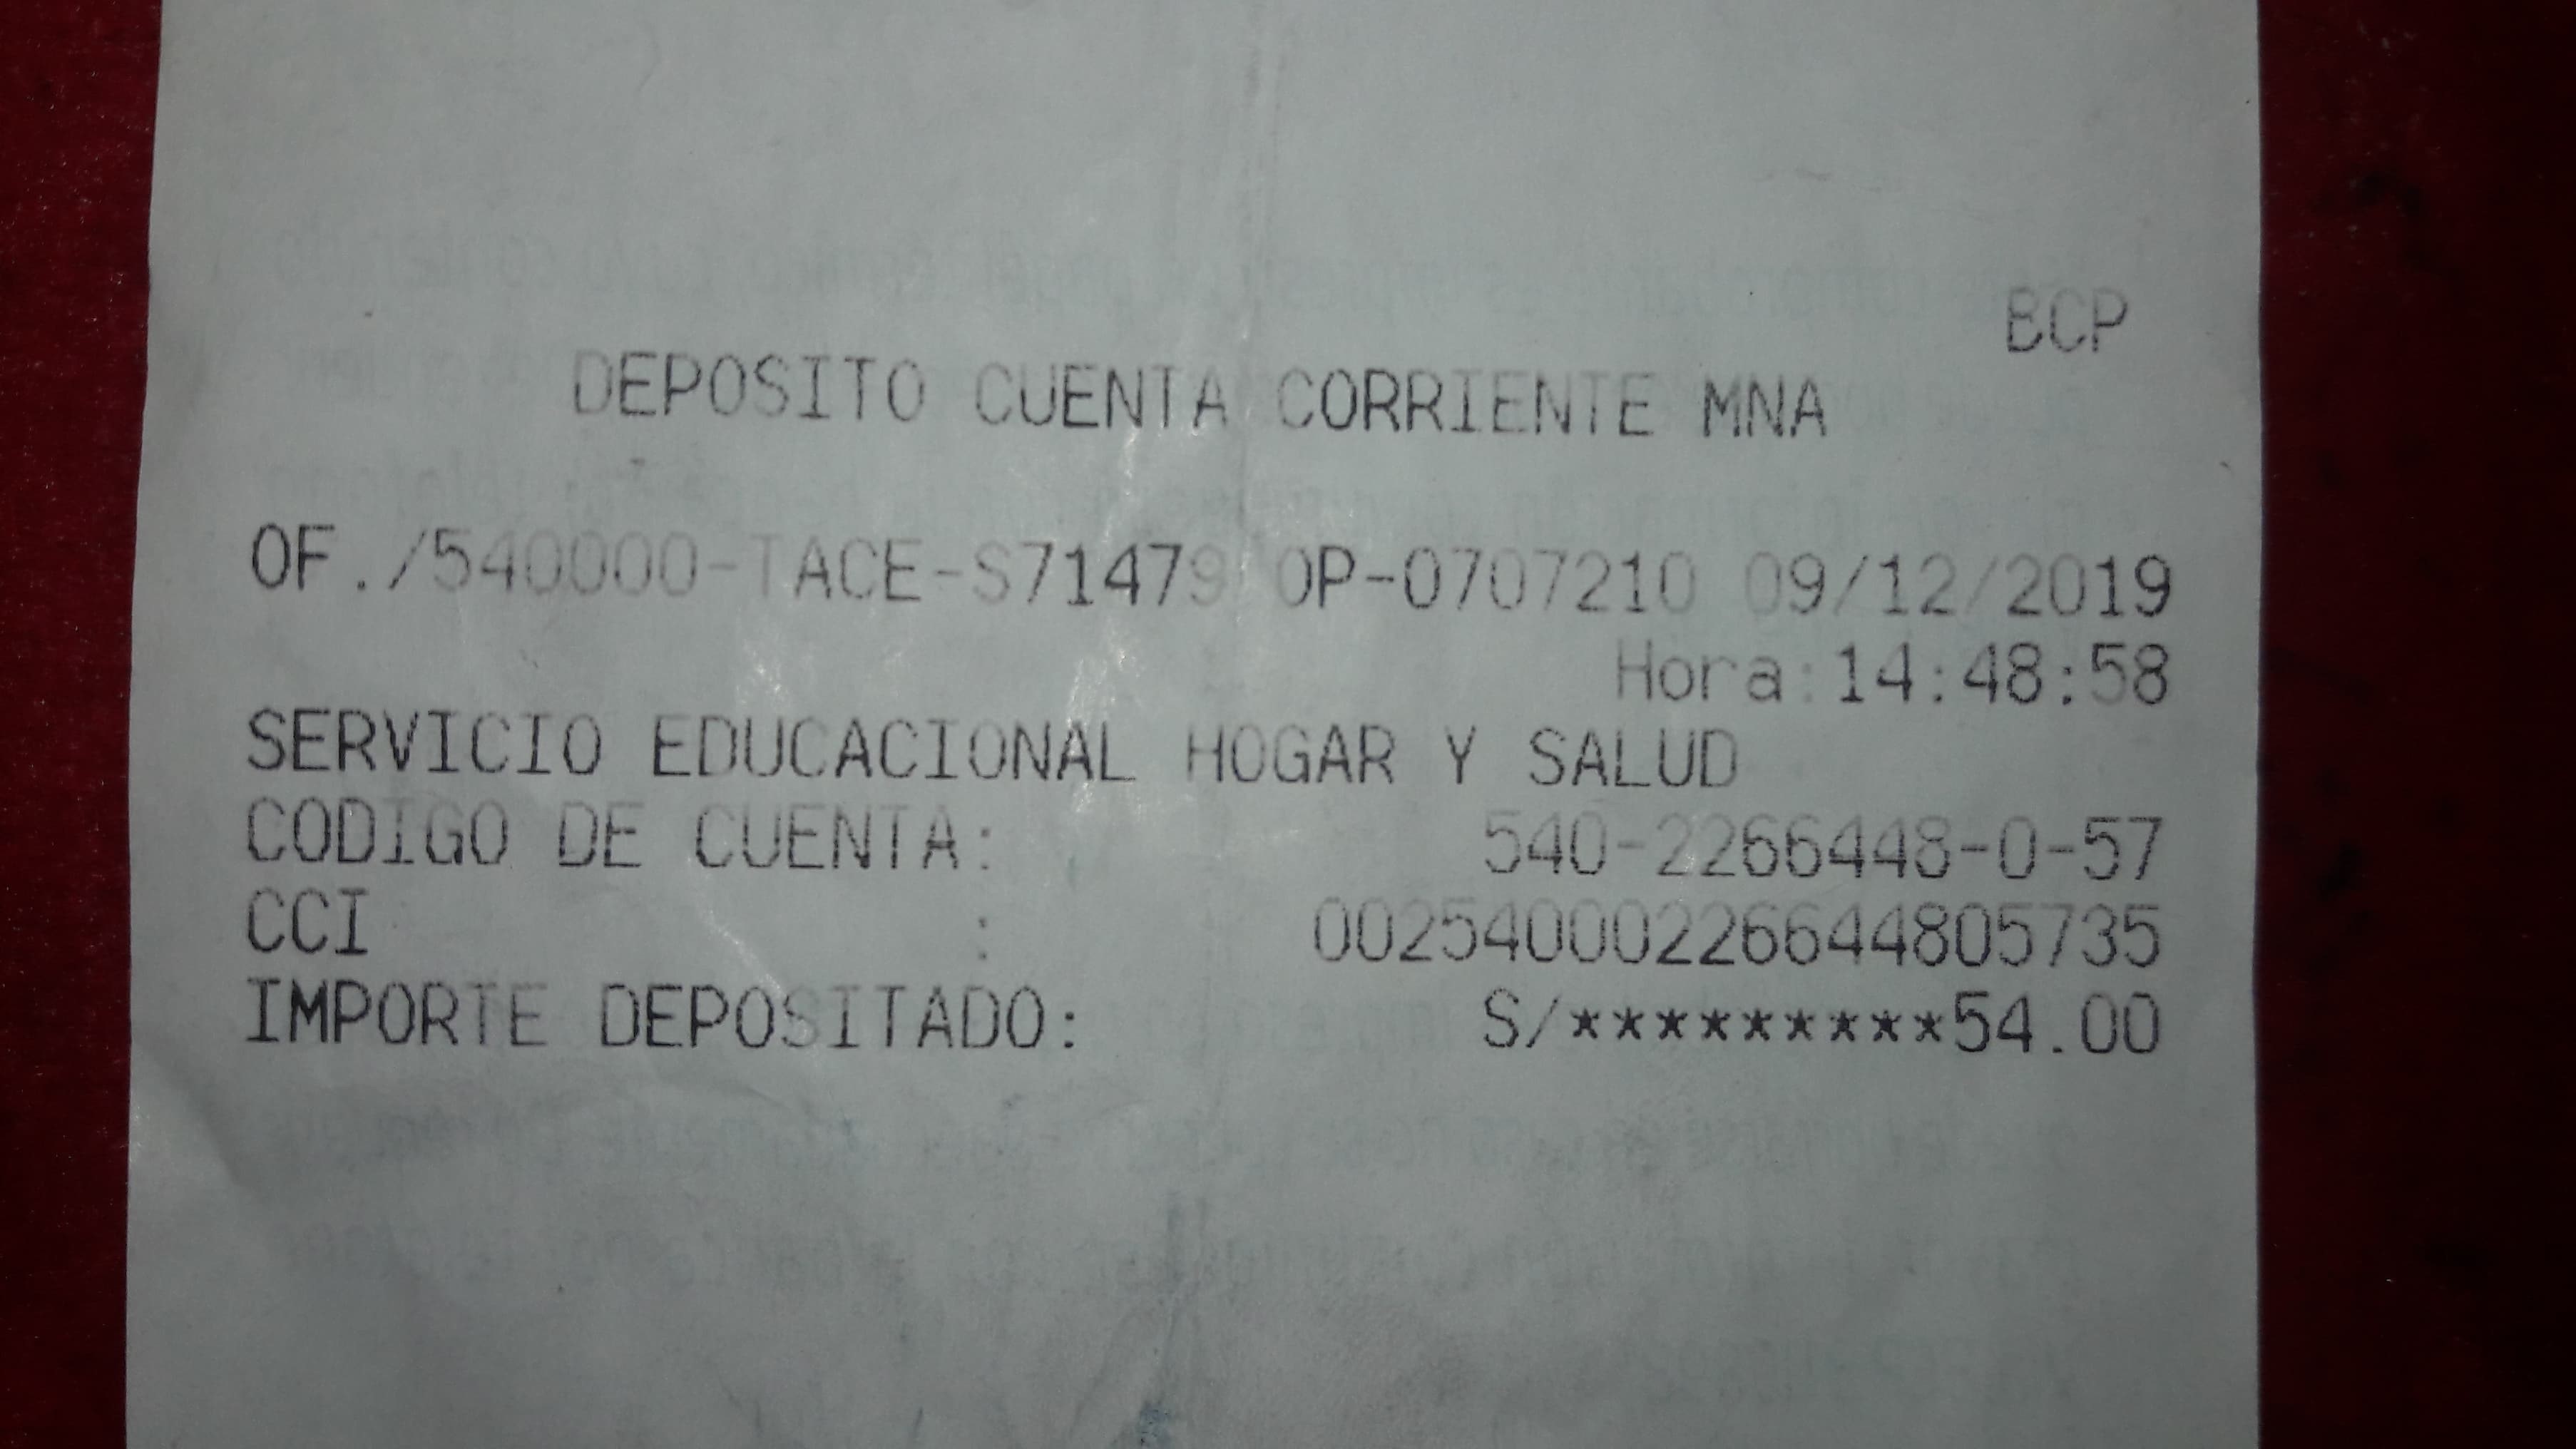 BCP
DEPOSITO CUENTA CORRIENTE MNA
OF./540000-TACE-S71479 OP-0707210 09/12/2019
Hora:14:48:58
SERVICIO EDUCACIONAL HOGAR Y SALUD
CODIGO DE CUENTA: 540-2266448-0-57
CCI : 00254000226644805735
IMPORTE DEPOSITADO: S/*********54.00